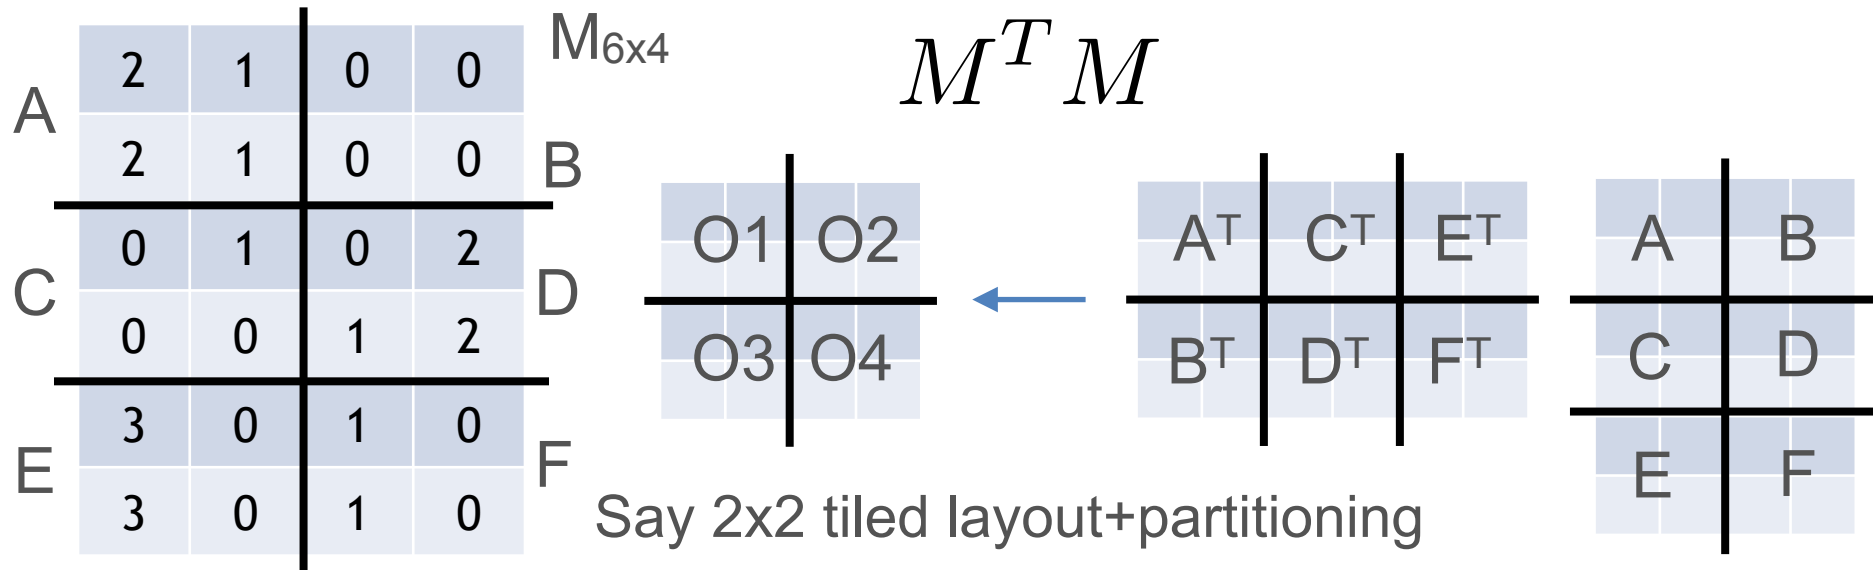 M6x4
MᵀM
A
2 1 0 0
2 1 0 0
B
C
0 1 0 2
0 0 1 2
D
E
3 0 1 0
3 0 1 0
F
O1 O2
O3 O4
Aᵀ Cᵀ Eᵀ
Bᵀ Dᵀ Fᵀ
A B
C D
E F
Say 2x2 tiled layout+partitioning